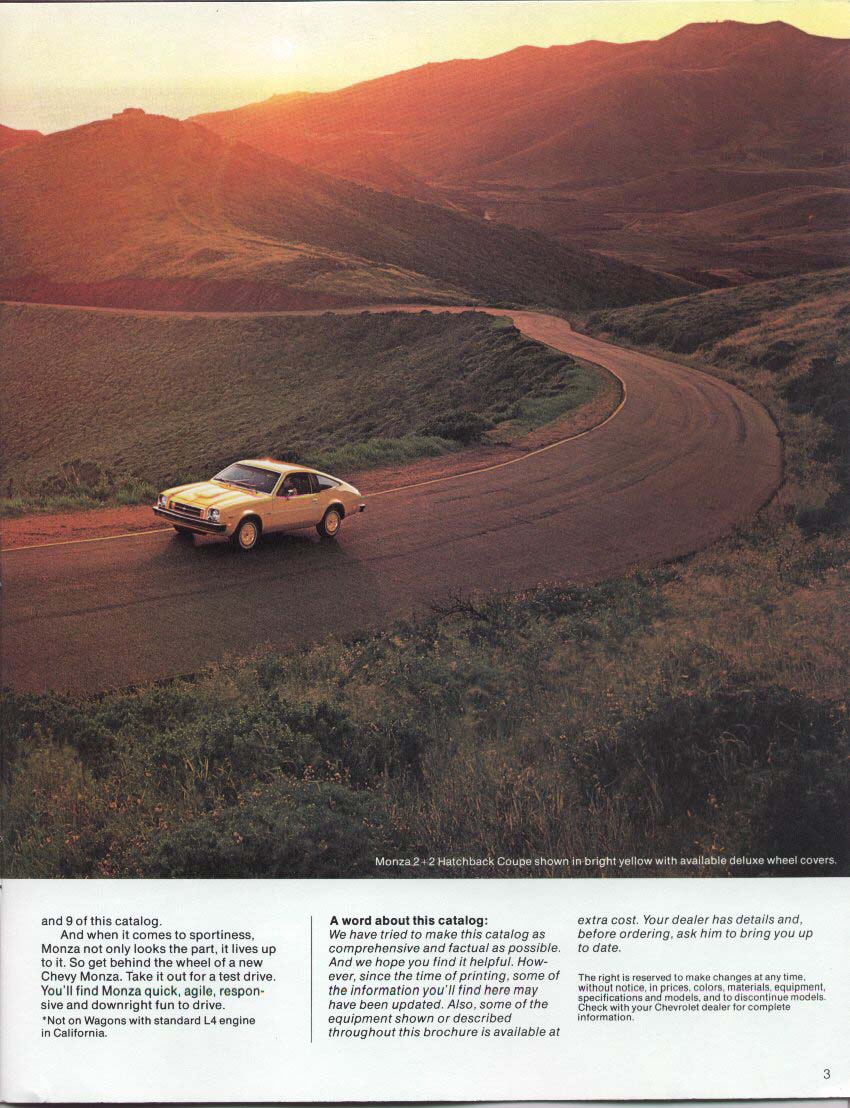 Monza 2+2 Hatchback Coupe shown in bright yellow with available deluxe wheel covers.
and 9 of this catalog.
And when it comes to sportiness,
Monza not only looks the part, it lives up
to it. So get behind the wheel of a new
Chevy Monza. Take it out for a test drive.
You'll find Monza quick, agile, respon-
sive and downright fun to drive.
*Not on Wagons with standard L4 engine
in California.
A word about this catalog:
We have tried to make this catalog as
comprehensive and factual as possible.
And we hope you find it helpful. How-
ever, since the time of printing, some of
the information you'll find here may
have been updated. Also, some of the
equipment shown or described
throughout this brochure is available at
extra cost. Your dealer has details and,
before ordering, ask him to bring you up
to date.
The right is reserved to make changes at any time,
without notice, in prices, colors, materials, equipment,
specifications and models, and to discontinue models.
Check with your Chevrolet dealer for complete
information.
3